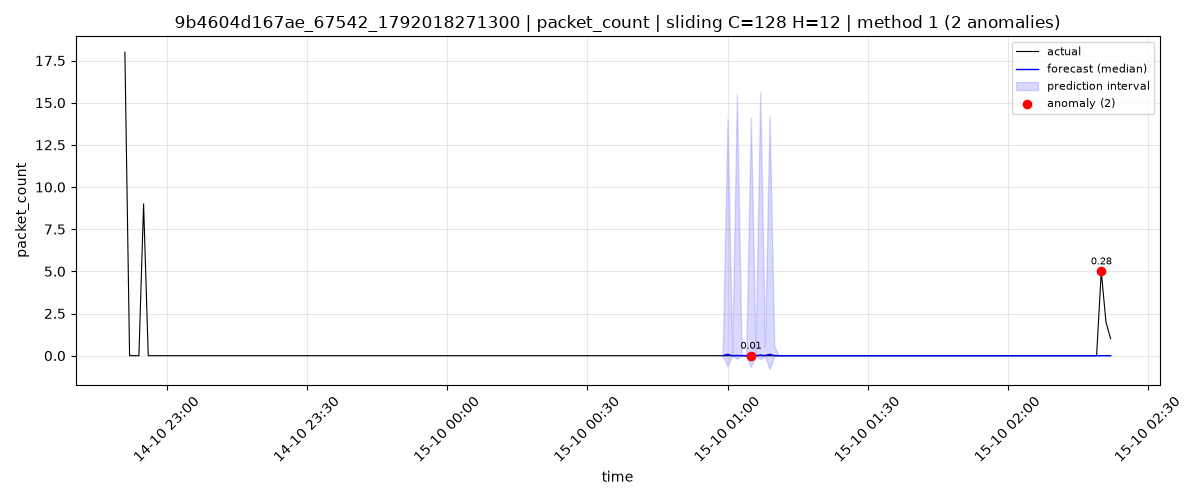 9b4604d167ae_67542_1792018271300 | packet_count | sliding C=128 H=12 | method 1 (2 anomalies)
actual
forecast (median)
prediction interval
anomaly (2)
17.5
15.0
12.5
10.0
7.5
5.0
2.5
0.0
packet_count
0.01
0.28
14-10 23:00
14-10 23:30
15-10 00:00
15-10 00:30
15-10 01:00
15-10 01:30
15-10 02:00
15-10 02:30
time